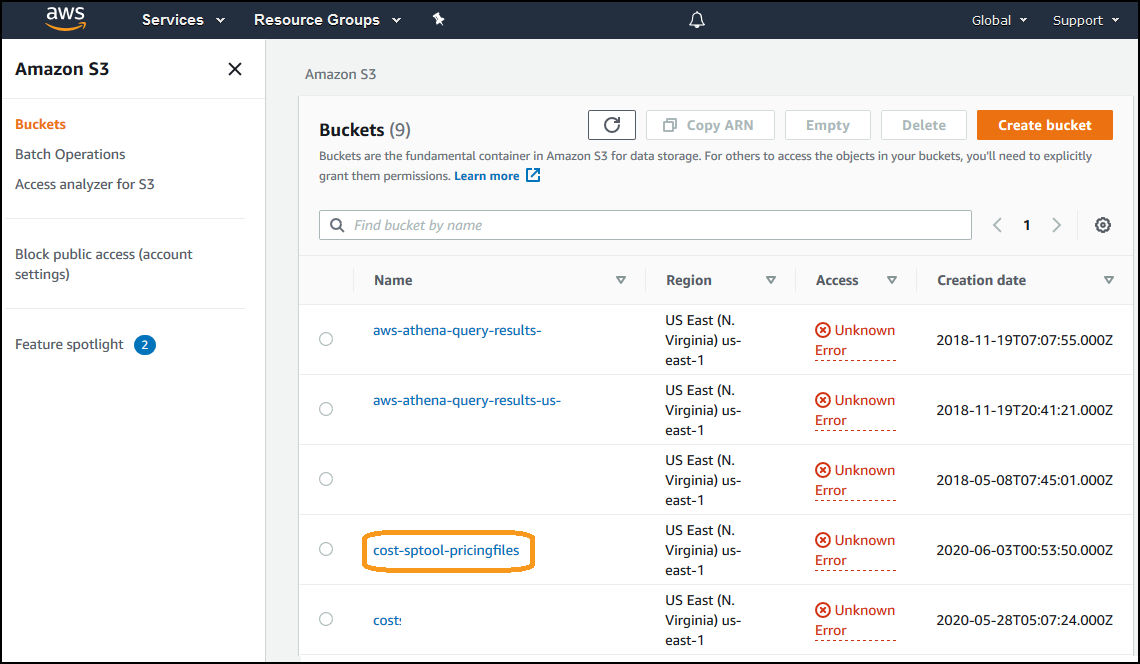 aws Services Resource Groups Global Support
Amazon S3
Buckets
Batch Operations
Access analyzer for S3
Block public access (account
settings)
Feature spotlight 2
Amazon S3
Buckets (9) Copy ARN Empty Delete Create bucket
Buckets are the fundamental container in Amazon S3 for data storage. For others to access the objects in your buckets, you'll need to explicitly
grant them permissions. Learn more
Find bucket by name 1
Name Region Access Creation date
aws-athena-query-results- US East (N. Virginia) us-east-1 Unknown Error 2018-11-19T07:07:55.000Z
aws-athena-query-results-us- US East (N. Virginia) us-east-1 Unknown Error 2018-11-19T20:41:21.000Z
US East (N. Virginia) us-east-1 Unknown Error 2018-05-08T07:45:01.000Z
cost-sptool-pricingfiles US East (N. Virginia) us-east-1 Unknown Error 2020-06-03T00:53:50.000Z
costs US East (N. Virginia) us-east-1 Unknown Error 2020-05-28T05:07:24.000Z